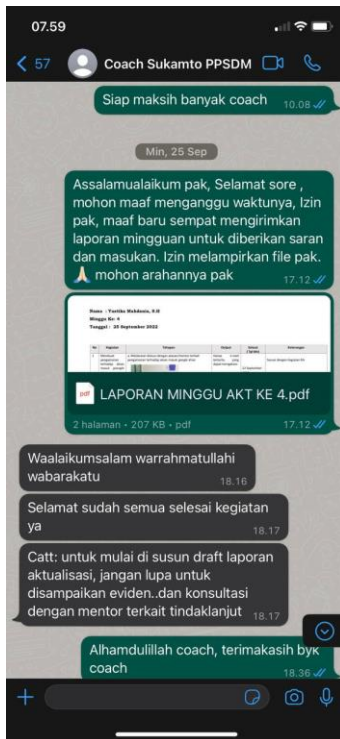 07.59
57 Coach Sukamto PPSDM
Siap maksih banyak coach 10.08
Min, 25 Sep
Assalamualaikum pak, Selamat sore ,
mohon maaf menganggu waktunya, Izin
pak, maaf baru sempat mengirimkan
laporan mingguan untuk diberikan saran
dan masukan. Izin melampirkan file pak.
🙏 mohon arahannya pak 17.12
Minggu Ke: 4
Tanggal : 25 September 2022
No Kegiatan Tahapan Output
pdf LAPORAN MINGGU AKT KE 4.pdf
2 halaman • 207 KB • pdf 17.12
Waalaikumsalam warrahmatullahi
wabarakatu 18.16
Selamat sudah semua selesai kegiatan
ya 18.17
Catt: untuk mulai di susun draft laporan
aktualisasi, jangan lupa untuk
disampaikan eviden..dan konsultasi
dengan mentor terkait tindaklanjut 18.17
Alhamdulillah coach, terimakasih byk
coach 18.36